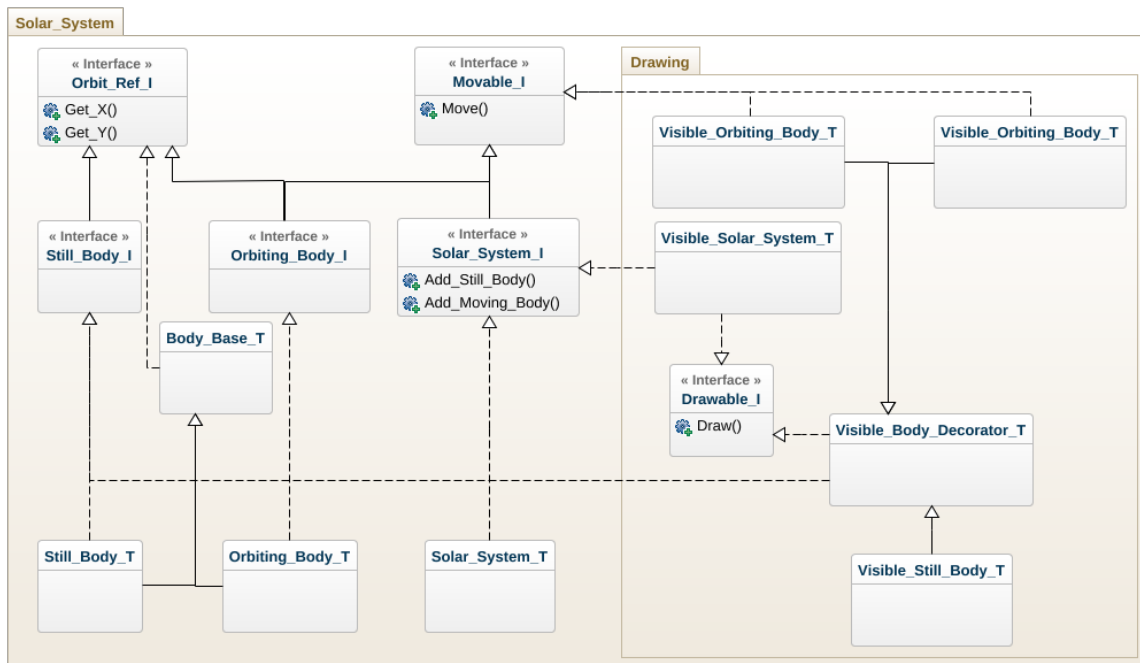 Solar_System
« Interface »
Orbit_Ref_I
Get_X()
Get_Y()
« Interface »
Movable_I
Move()
Drawing
Visible_Orbiting_Body_T
Visible_Orbiting_Body_T
« Interface »
Still_Body_I
« Interface »
Orbiting_Body_I
« Interface »
Solar_System_I
Add_Still_Body()
Add_Moving_Body()
Visible_Solar_System_T
Body_Base_T
« Interface »
Drawable_I
Draw()
Visible_Body_Decorator_T
Still_Body_T
Orbiting_Body_T
Solar_System_T
Visible_Still_Body_T